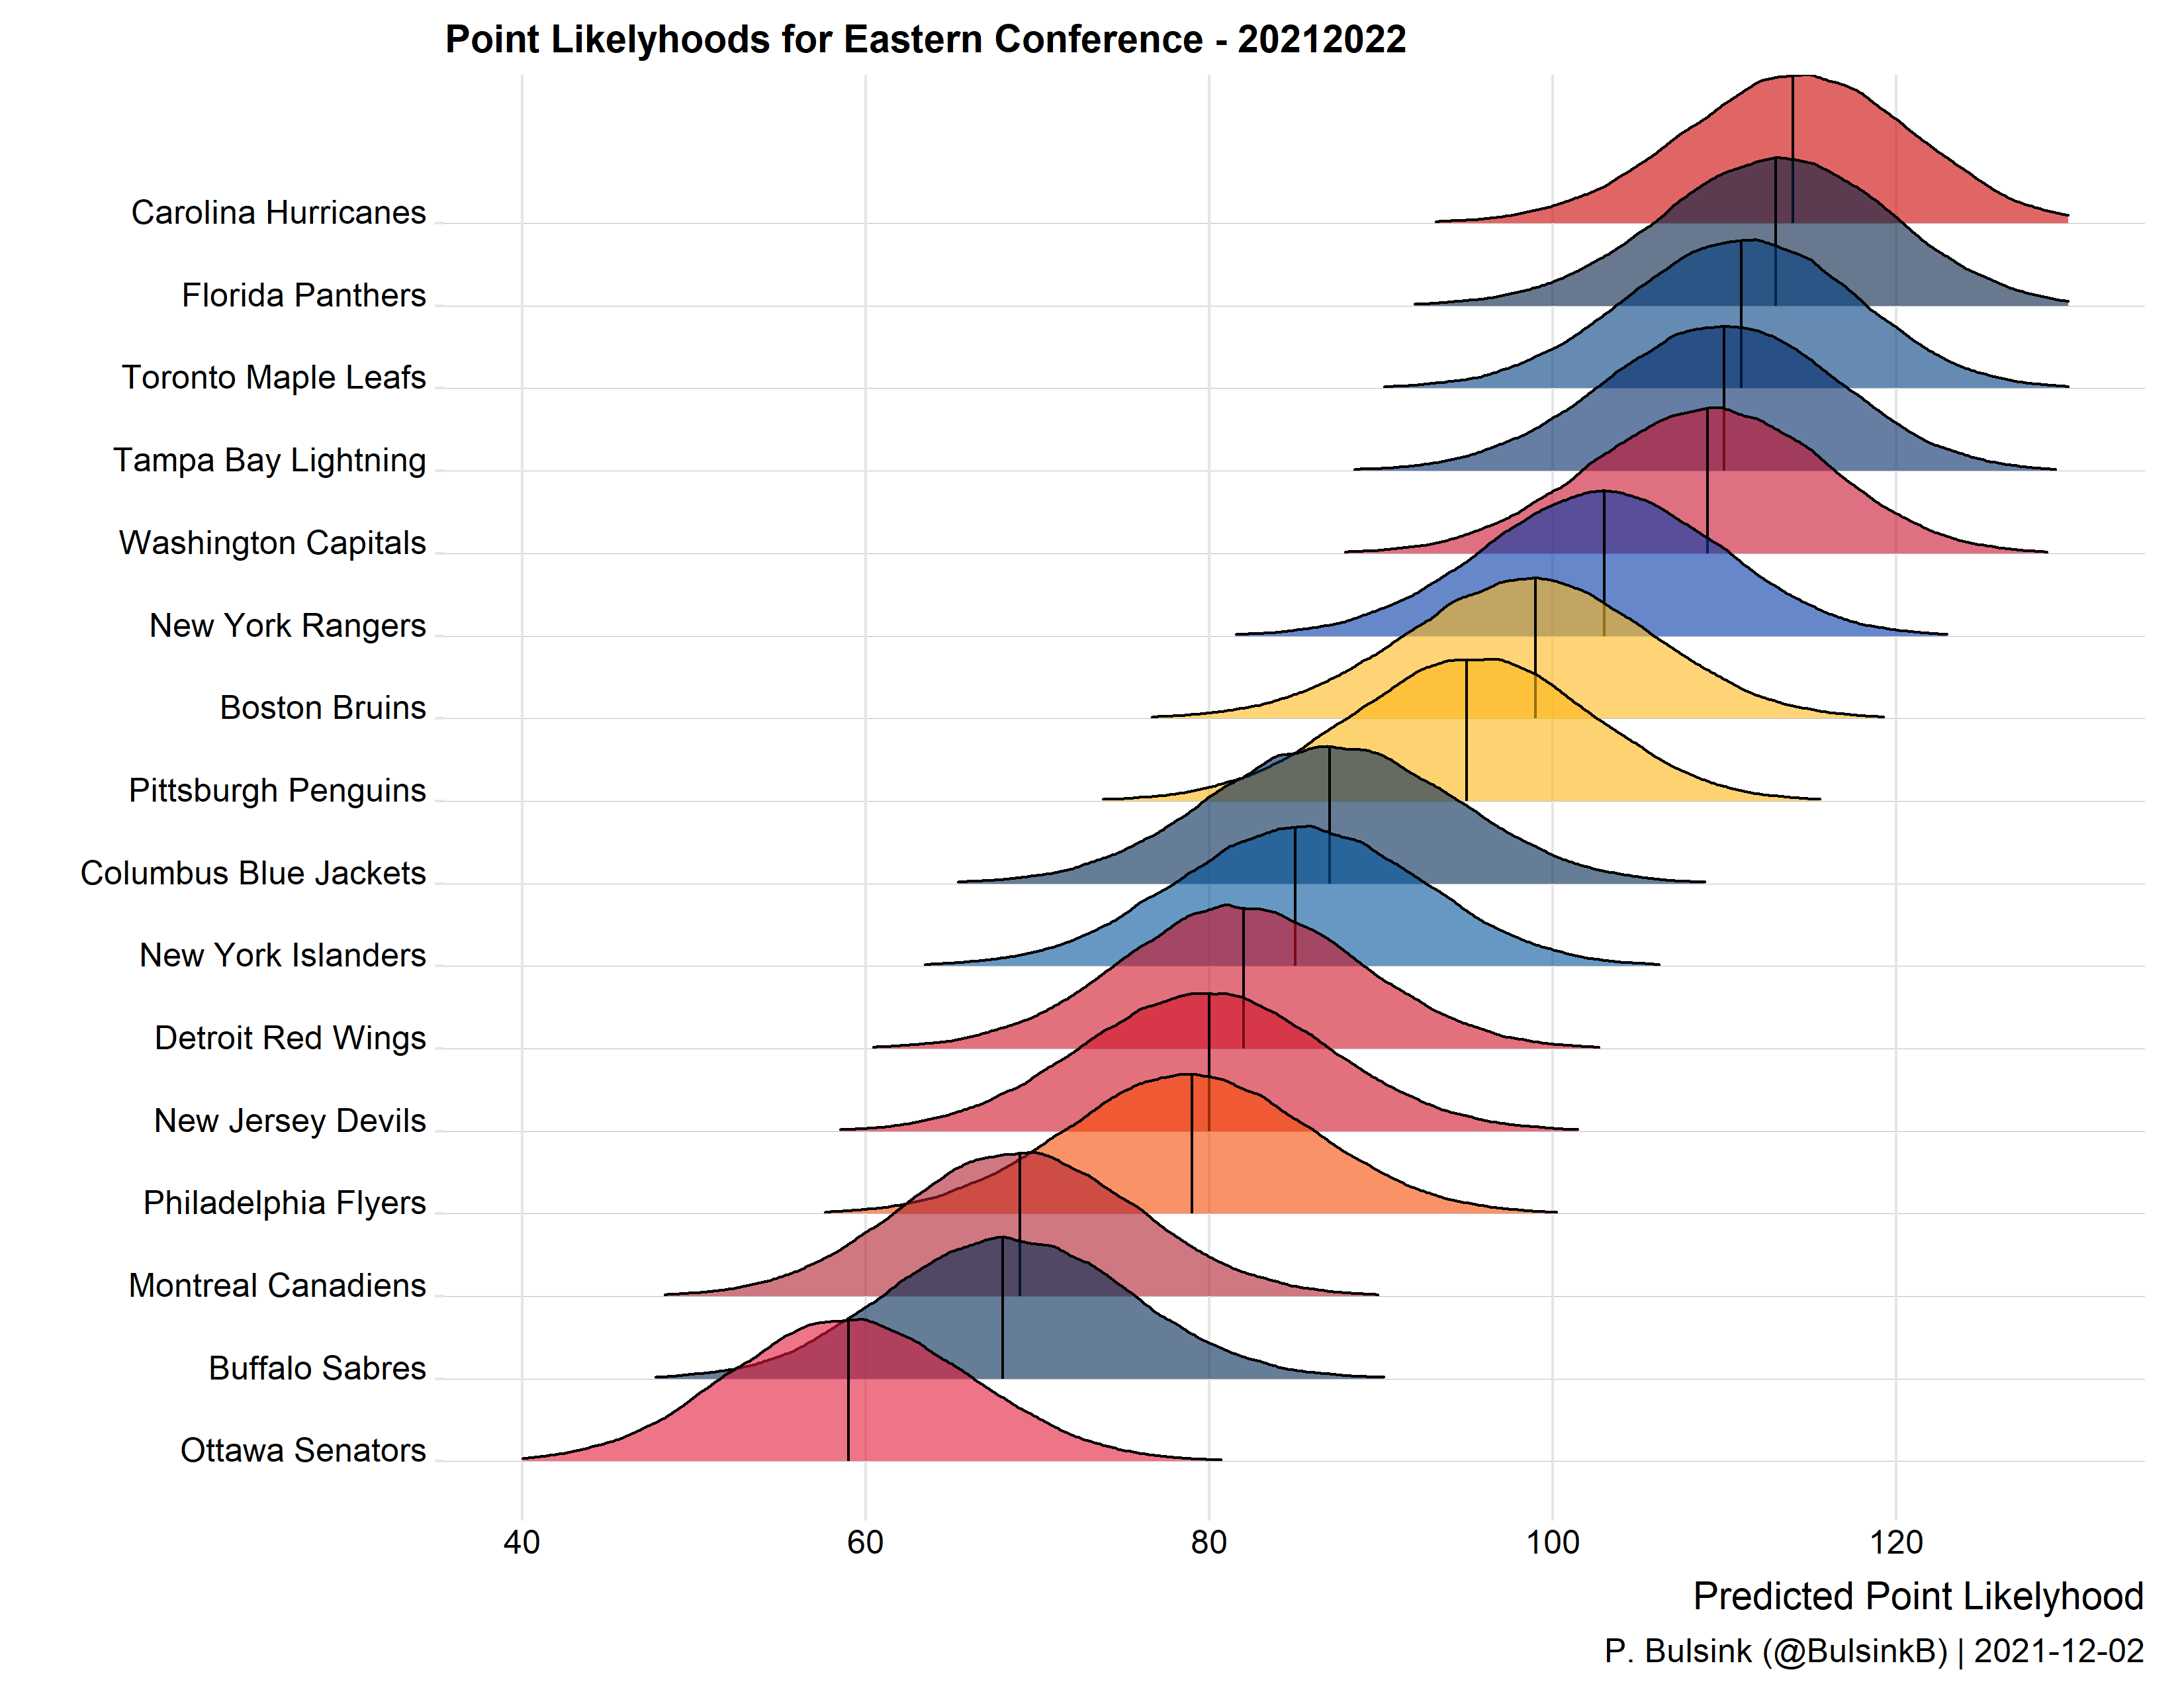 Point Likelyhoods for Eastern Conference - 20212022
Carolina Hurricanes
Florida Panthers
Toronto Maple Leafs
Tampa Bay Lightning
Washington Capitals
New York Rangers
Boston Bruins
Pittsburgh Penguins
Columbus Blue Jackets
New York Islanders
Detroit Red Wings
New Jersey Devils
Philadelphia Flyers
Montreal Canadiens
Buffalo Sabres
Ottawa Senators
40 60 80 100 120
Predicted Point Likelyhood
P. Bulsink (@BulsinkB) | 2021-12-02